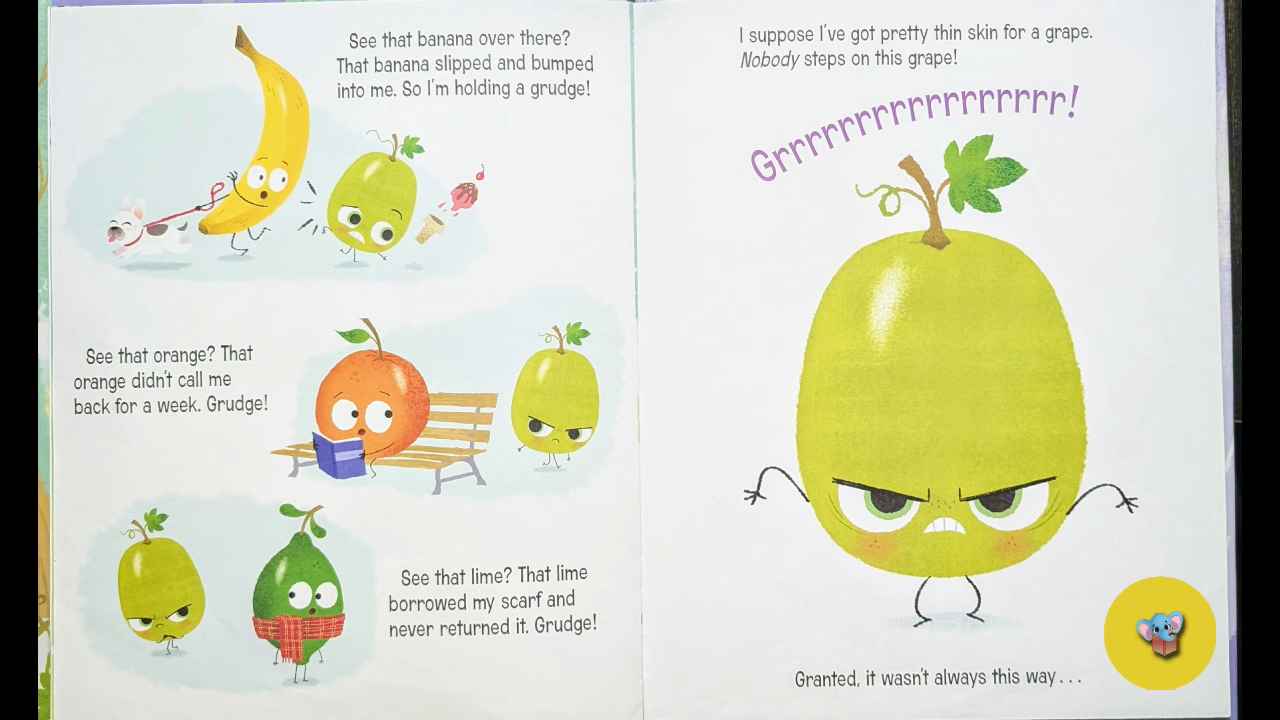 See that banana over there?
That banana slipped and bumped
into me. So I'm holding a grudge!
See that orange? That
orange didn't call me
back for a week. Grudge!
See that lime? That lime
borrowed my scarf and
never returned it. Grudge!
I suppose I've got pretty thin skin for a grape.
Nobody steps on this grape!
Grrrrrrrrrrrrrrrrr!
Granted, it wasn't always this way...